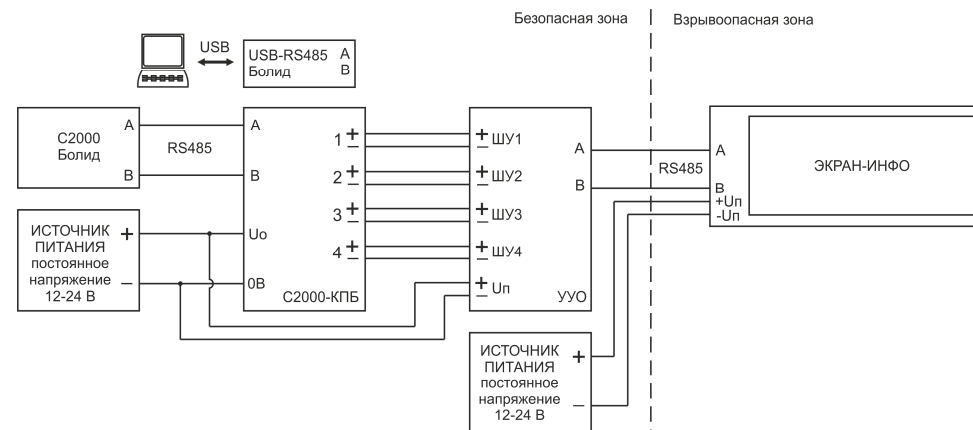 Безопасная зона
Взрывоопасная зона
USB
USB-RS485 A
Болид B
С2000
Болид
A
B
RS485
A
B
Uo
0В
С2000-КПБ
1 + −
2 + −
3 + −
4 + −
+ − ШУ1
+ − ШУ2
+ − ШУ3
+ − ШУ4
+ − Uп
A
B
УУО
RS485
A
B
+Uп
-Uп
ЭКРАН-ИНФО
ИСТОЧНИК +
ПИТАНИЯ
постоянное
напряжение −
12-24 В
ИСТОЧНИК +
ПИТАНИЯ
постоянное
напряжение −
12-24 В